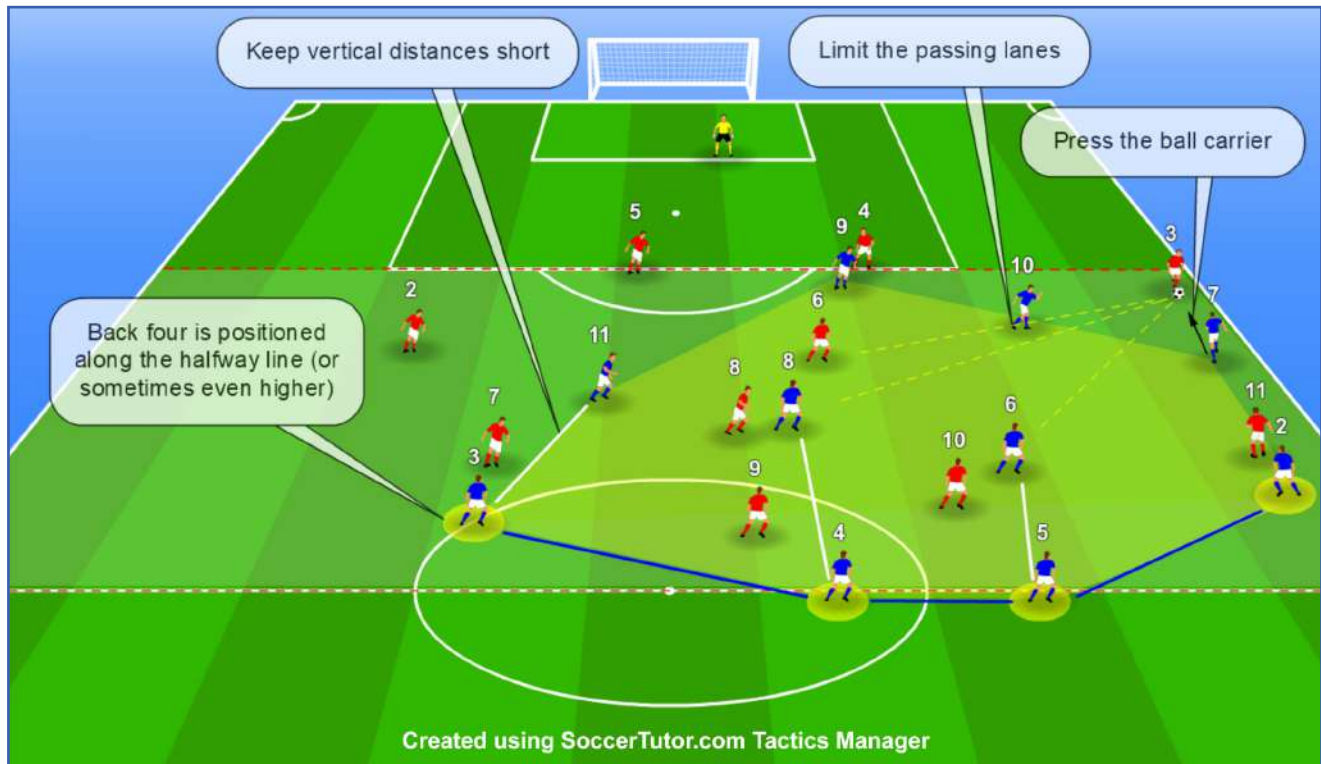 Keep vertical distances short
Limit the passing lanes
Press the ball carrier
5
9
4
3
10
7
2
6
Back four is positioned
along the halfway line (or
sometimes even higher)
11
8
8
7
6
11
2
3
9
10
4
5
Created using SoccerTutor.com Tactics Manager